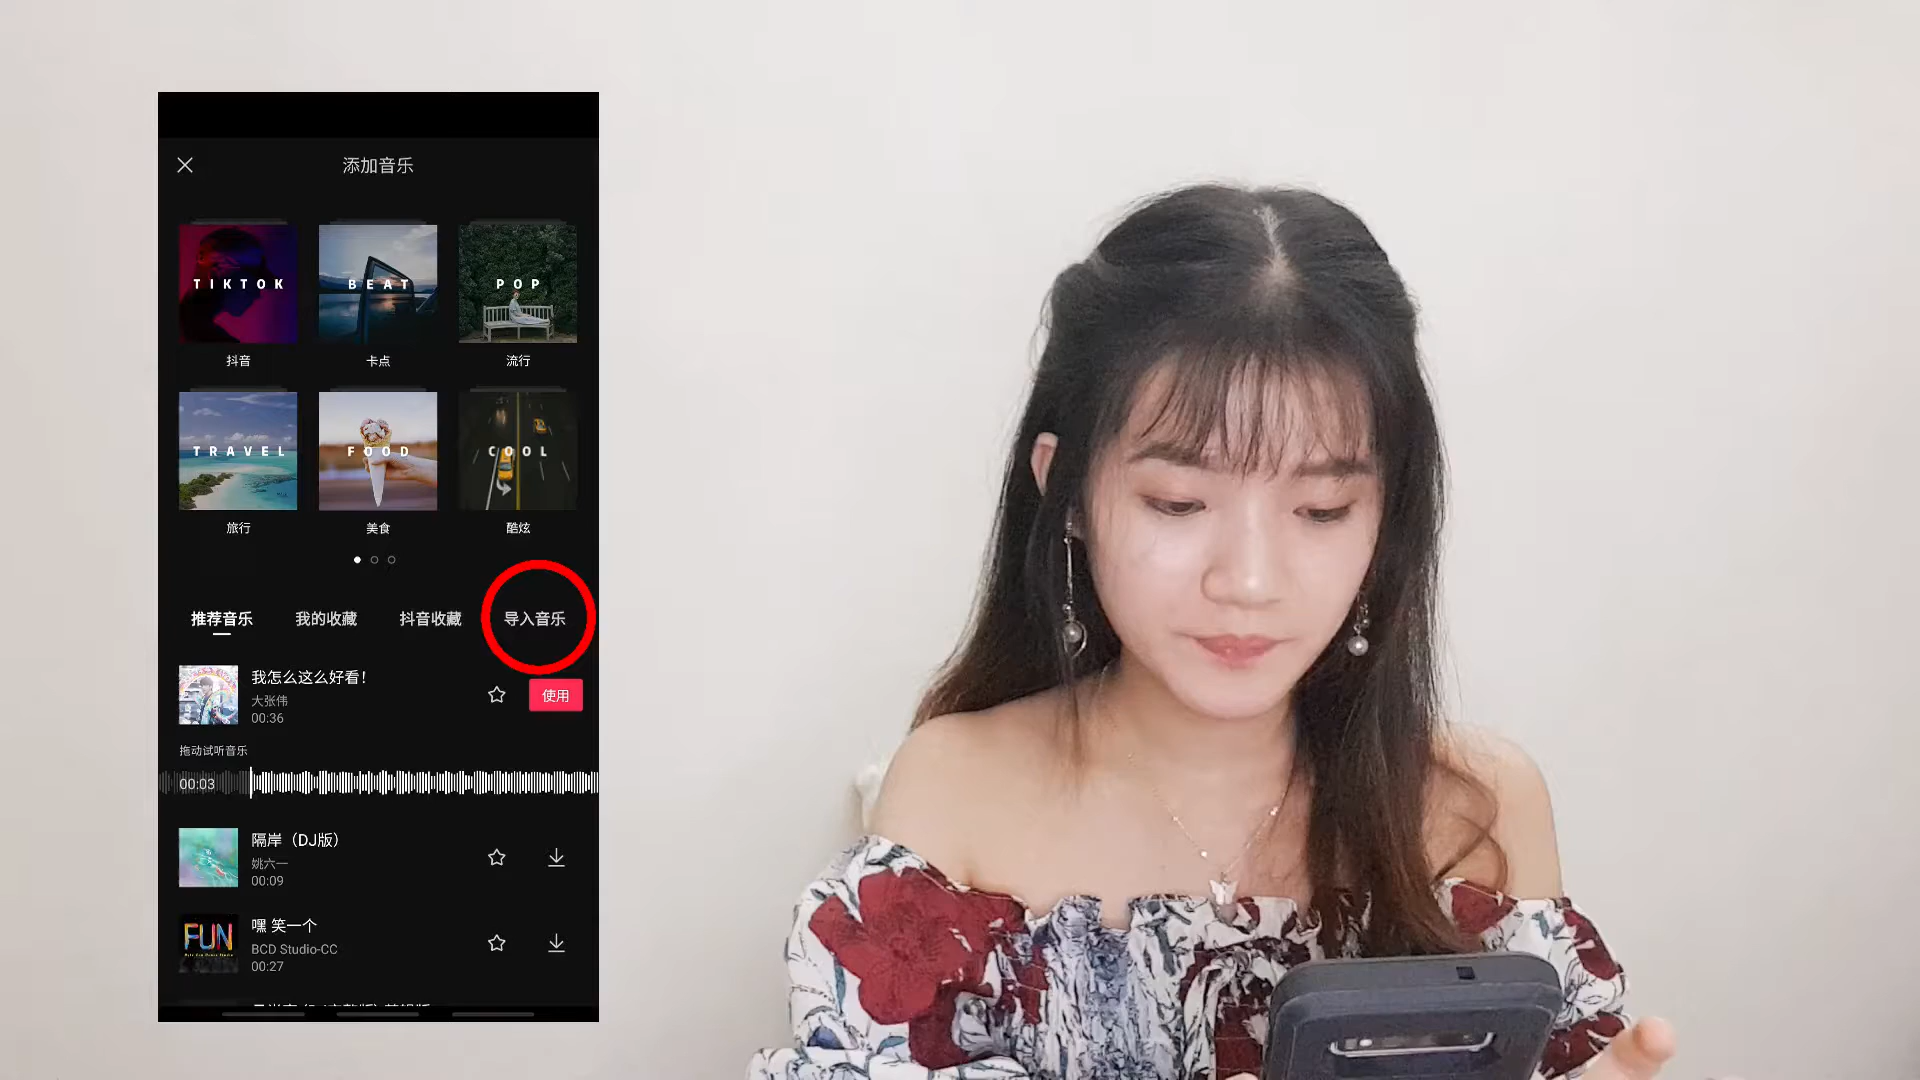 添加音乐
TIKTOK
BEAT
POP
抖音
卡点
流行
TRAVEL
FOOD
COOL
旅行
美食
酷炫
推荐音乐
我的收藏
抖音收藏
导入音乐
我怎么这么好看！
大张伟
00:36
使用
拖动试听音乐
00:03
隔岸（DJ版）
姚六一
00:09
FUN
嘿 笑一个
BCD Studio-CC
00:27